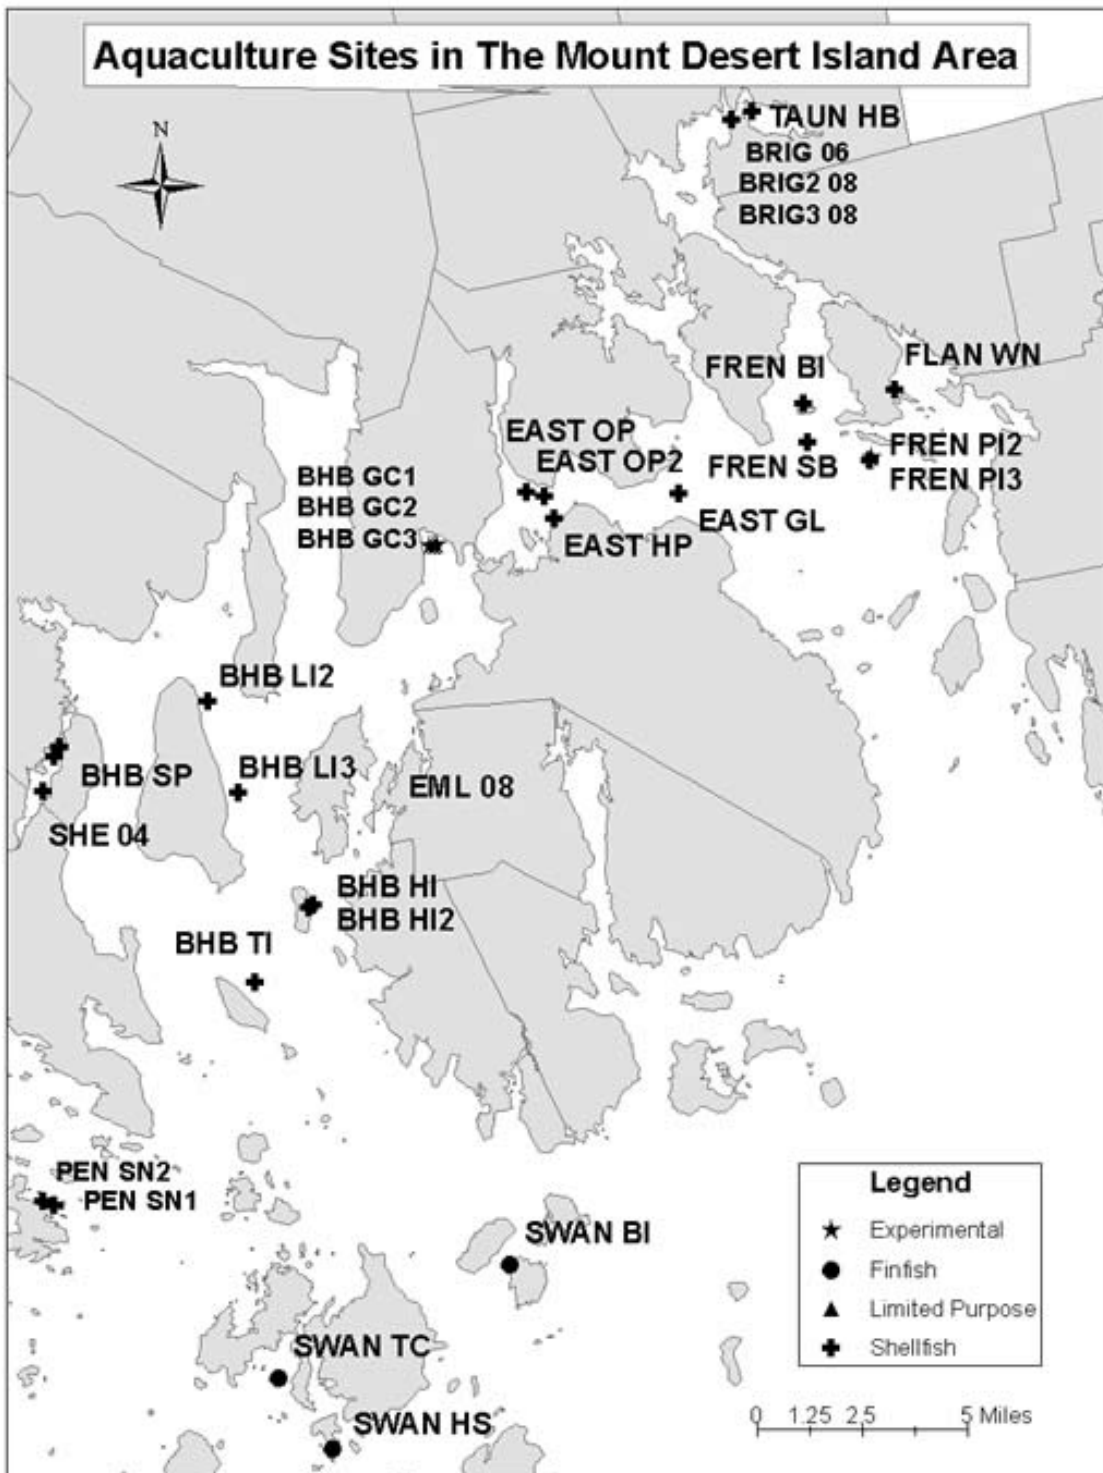 Aquaculture Sites in The Mount Desert Island Area
N
TAUN HB
BRIG 06
BRIG2 08
BRIG3 08
FLAN WN
FREN BI
EAST OP
EAST OP2
FREN SB
FREN PI2
FREN PI3
BHB GC1
BHB GC2
BHB GC3
EAST GL
EAST HP
BHB LI2
BHB SP
BHB LI3
EML 08
SHE 04
BHB HI
BHB HI2
BHB TI
PEN SN2
PEN SN1
SWAN BI
SWAN TC
SWAN HS
Legend
Experimental
Finfish
Limited Purpose
Shellfish
0 1.25 2.5 5 Miles